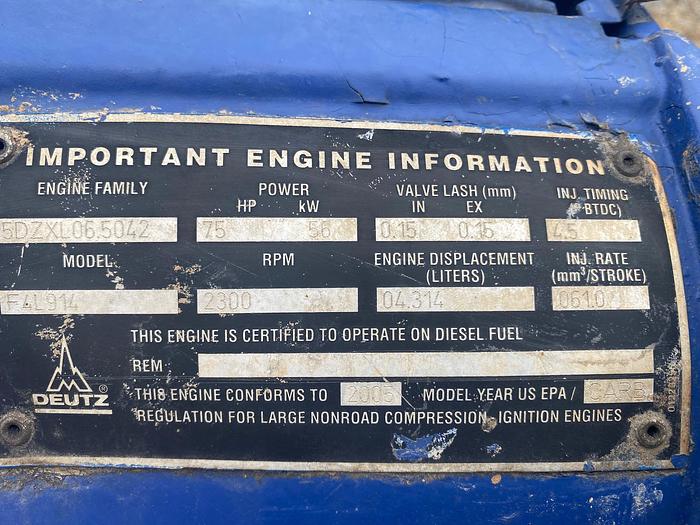 IMPORTANT ENGINE INFORMATION
ENGINE FAMILY POWER VALVE LASH (mm) INJ. TIMING
HP kW IN EX (°BTDC)
5DZXL06.5042 75 56 0.15 0.15 4.5
MODEL RPM ENGINE DISPLACEMENT INJ. RATE
(LITERS) (mm³/STROKE)
F4L914 2300 04.314 061.0
THIS ENGINE IS CERTIFIED TO OPERATE ON DIESEL FUEL
REM
DEUTZ ®
THIS ENGINE CONFORMS TO 2005 MODEL YEAR US EPA / CARB
REGULATION FOR LARGE NONROAD COMPRESSION-IGNITION ENGINES